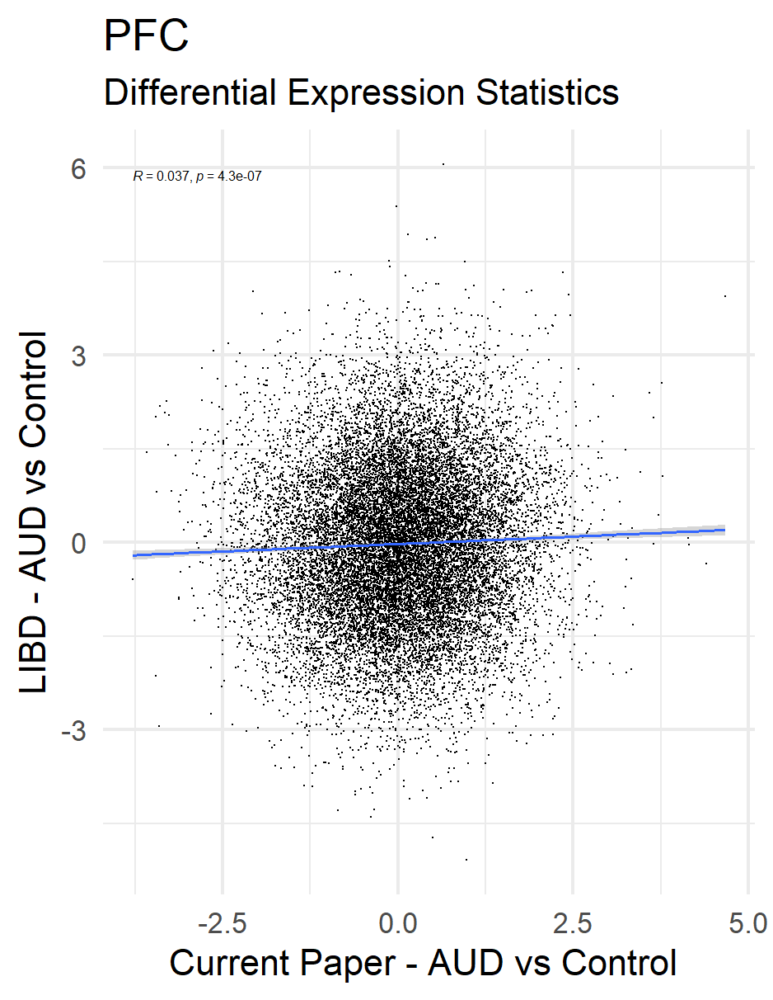 PFC
Differential Expression Statistics
R = 0.037, p = 4.3e-07
6
3
0
-3
LIBD - AUD vs Control
-2.5
0.0
2.5
5.0
Current Paper - AUD vs Control